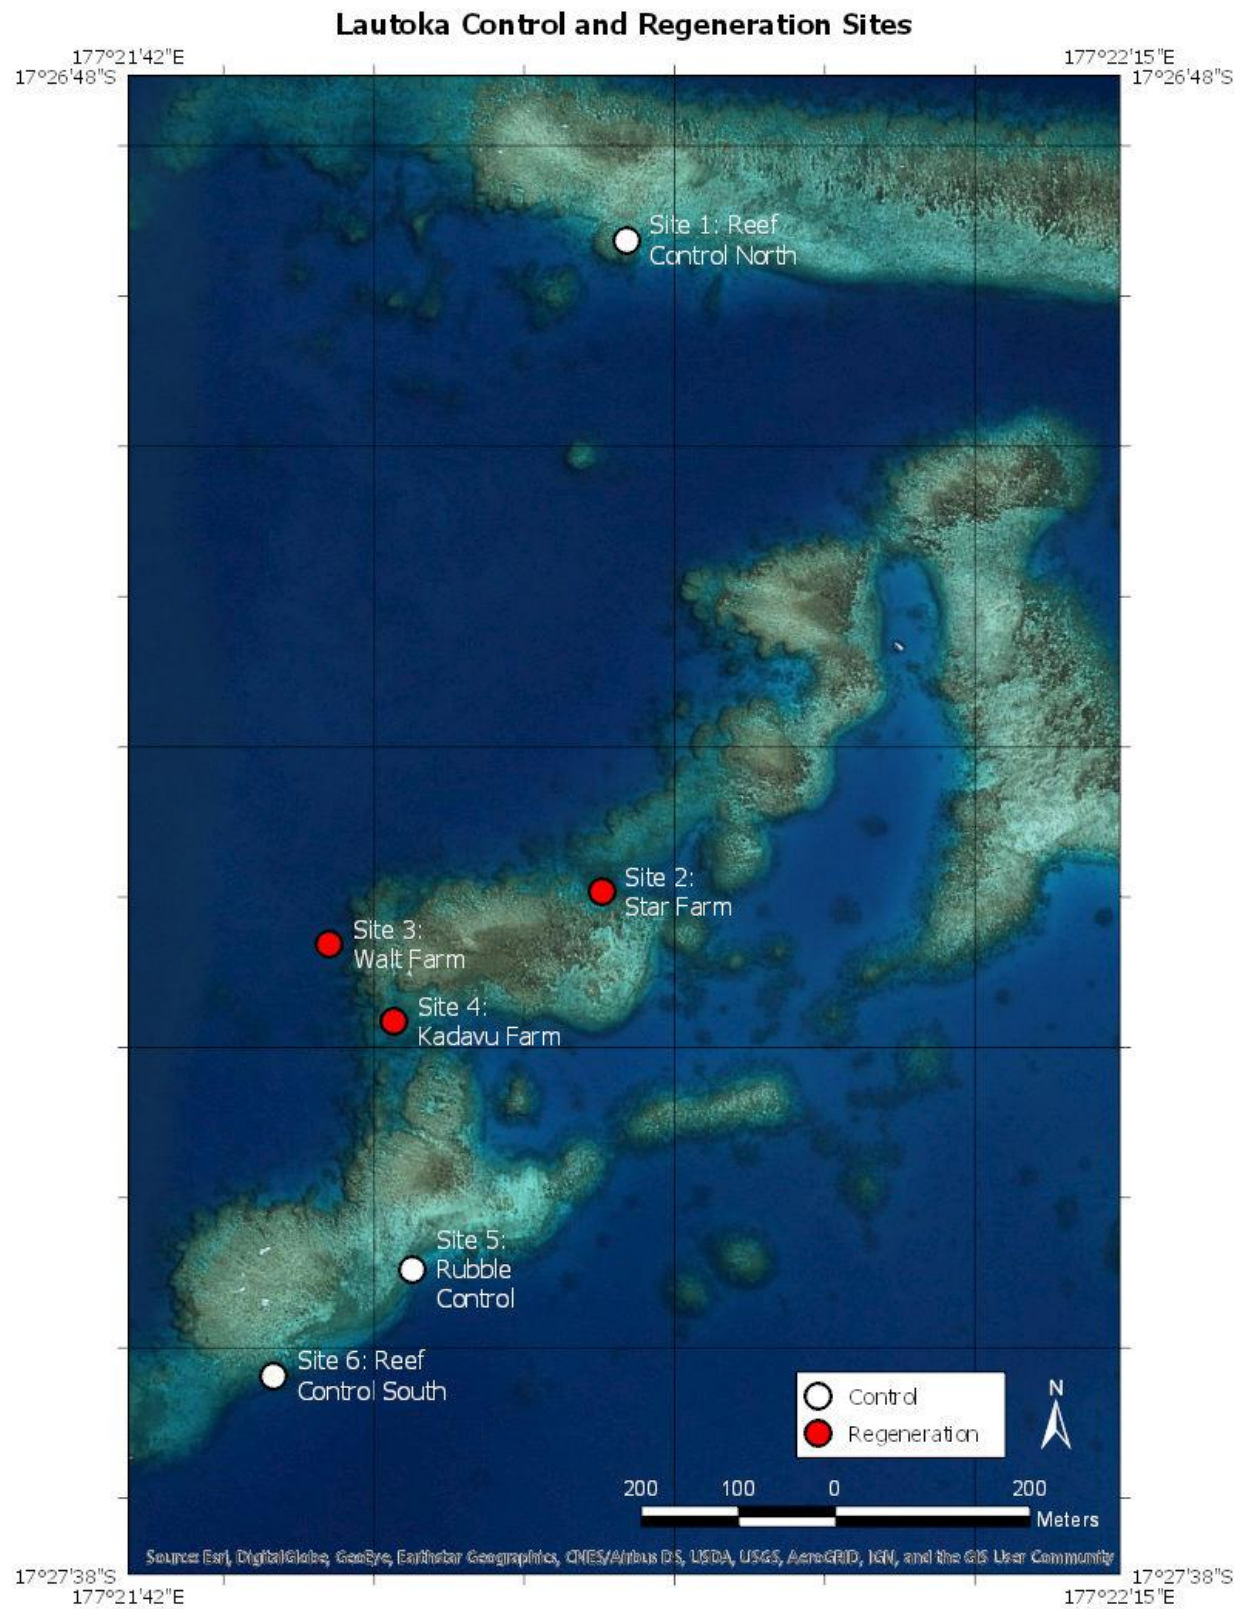 Lautoka Control and Regeneration Sites
177°21'42"E 177°22'15"E
17°26'48"S 17°26'48"S
Site 1: Reef
Control North
Site 2:
Star Farm
Site 3:
Walt Farm
Site 4:
Kadavu Farm
Site 5:
Rubble
Control
Site 6: Reef
Control South
Control
Regeneration
N
200 100 0 200
Meters
Source: Esri, DigitalGlobe, GeoEye, Earthstar Geographics, CNES/Airbus DS, USDA, USGS, AeroGRID, IGN, and the GIS User Community
17°27'38"S 17°27'38"S
177°21'42"E 177°22'15"E